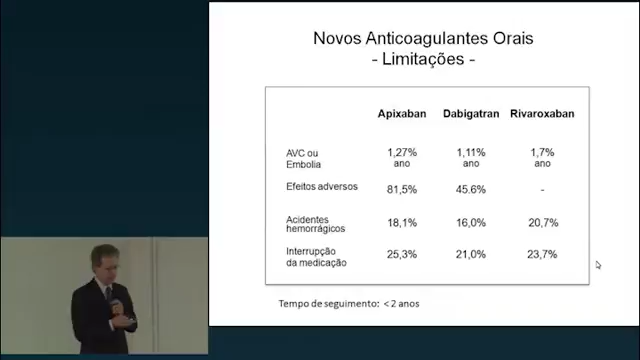 Novos Anticoagulantes Orais
- Limitações -
Apixaban Dabigatran Rivaroxaban
AVC ou Embolia 1,27% ano 1,11% ano 1,7% ano
Efeitos adversos 81,5% 45.6% -
Acidentes hemorrágicos 18,1% 16,0% 20,7%
Interrupção da medicação 25,3% 21,0% 23,7%
Tempo de seguimento: < 2 anos